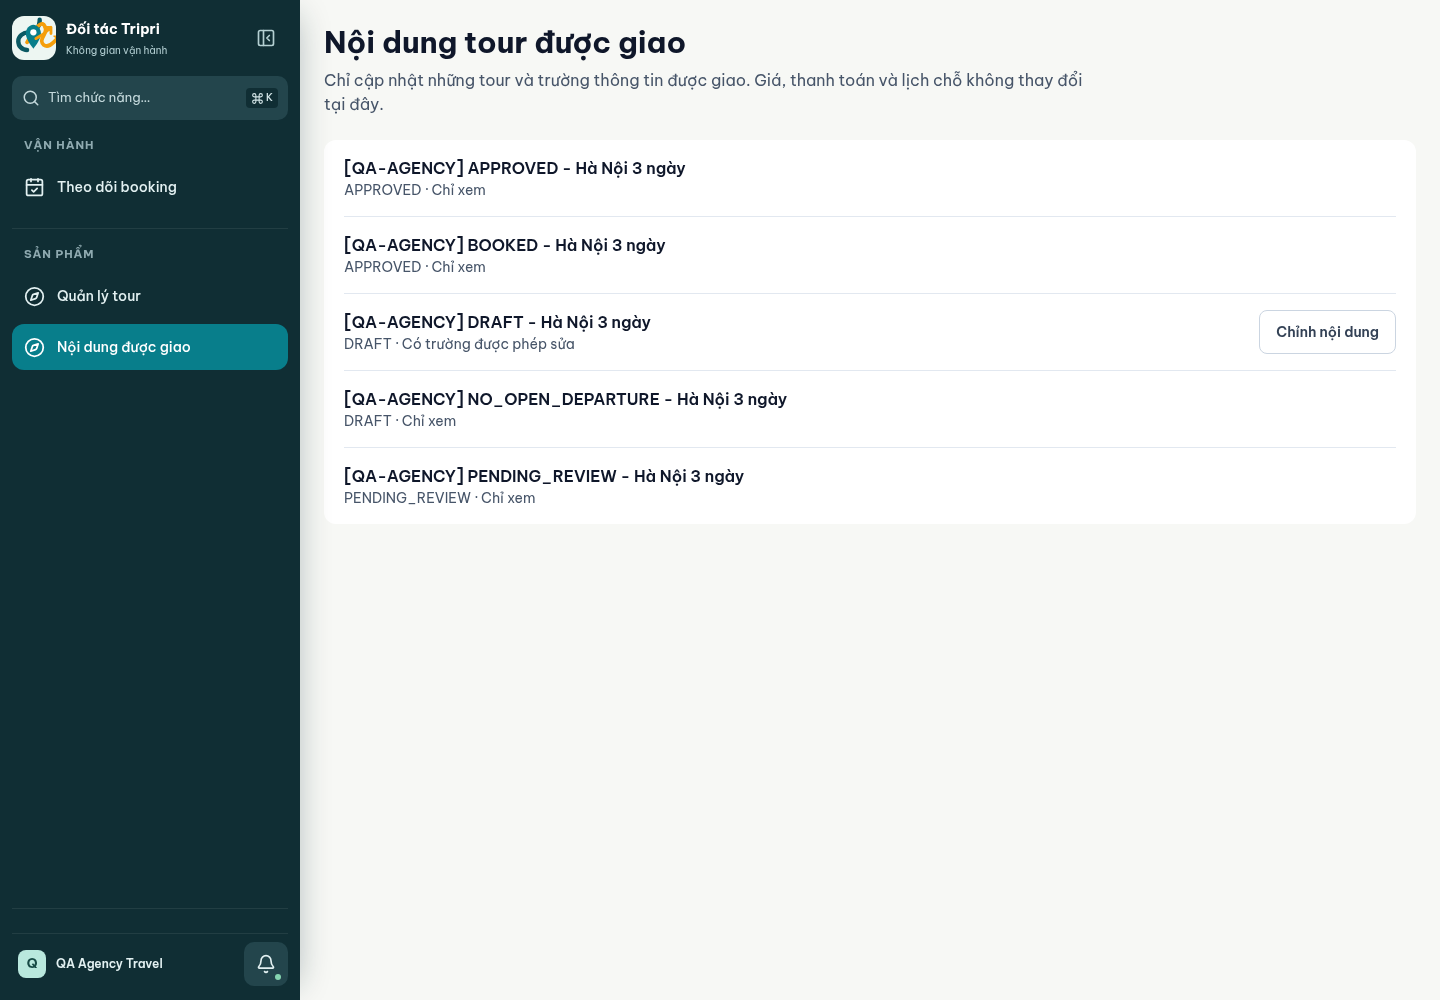 Đối tác Tripri
Không gian vận hành
Tìm chức năng...
⌘ K
VẬN HÀNH
Theo dõi booking
SẢN PHẨM
Quản lý tour
Nội dung được giao
Q
QA Agency Travel
Nội dung tour được giao
Chỉ cập nhật những tour và trường thông tin được giao. Giá, thanh toán và lịch chỗ không thay đổi
tại đây.
[QA-AGENCY] APPROVED - Hà Nội 3 ngày
APPROVED · Chỉ xem
[QA-AGENCY] BOOKED - Hà Nội 3 ngày
APPROVED · Chỉ xem
[QA-AGENCY] DRAFT - Hà Nội 3 ngày
DRAFT · Có trường được phép sửa
Chỉnh nội dung
[QA-AGENCY] NO_OPEN_DEPARTURE - Hà Nội 3 ngày
DRAFT · Chỉ xem
[QA-AGENCY] PENDING_REVIEW - Hà Nội 3 ngày
PENDING_REVIEW · Chỉ xem